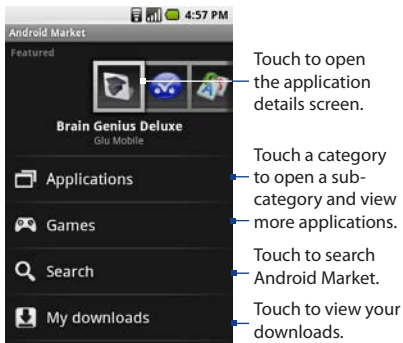 4:57 PM
Android Market
Featured
Brain Genius Deluxe
Glu Mobile
Applications
Games
Search
My downloads
Touch to open
the application
details screen.
Touch a category
to open a sub-
category and view
more applications.
Touch to search
Android Market.
Touch to view your
downloads.